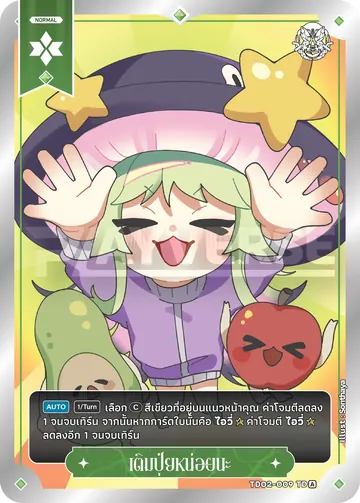 NORMAL
PLAYVERSE
AUTO 1/Turn เลือก C สีเขียวที่อยู่บนแนวหน้าคุณ ค่าโจมตีลดลง
1 จนจบเทิร์น จากนั้นหากการ์ดใบนั้นคือ ไอวี่ ☆ ค่าโจมตี ไอวี่ ☆
ลดลงอีก 1 จนจบเทิร์น
เติมปุ๋ยหน่อยนะ
Illust : Sonthaya
TD02-009 TD A